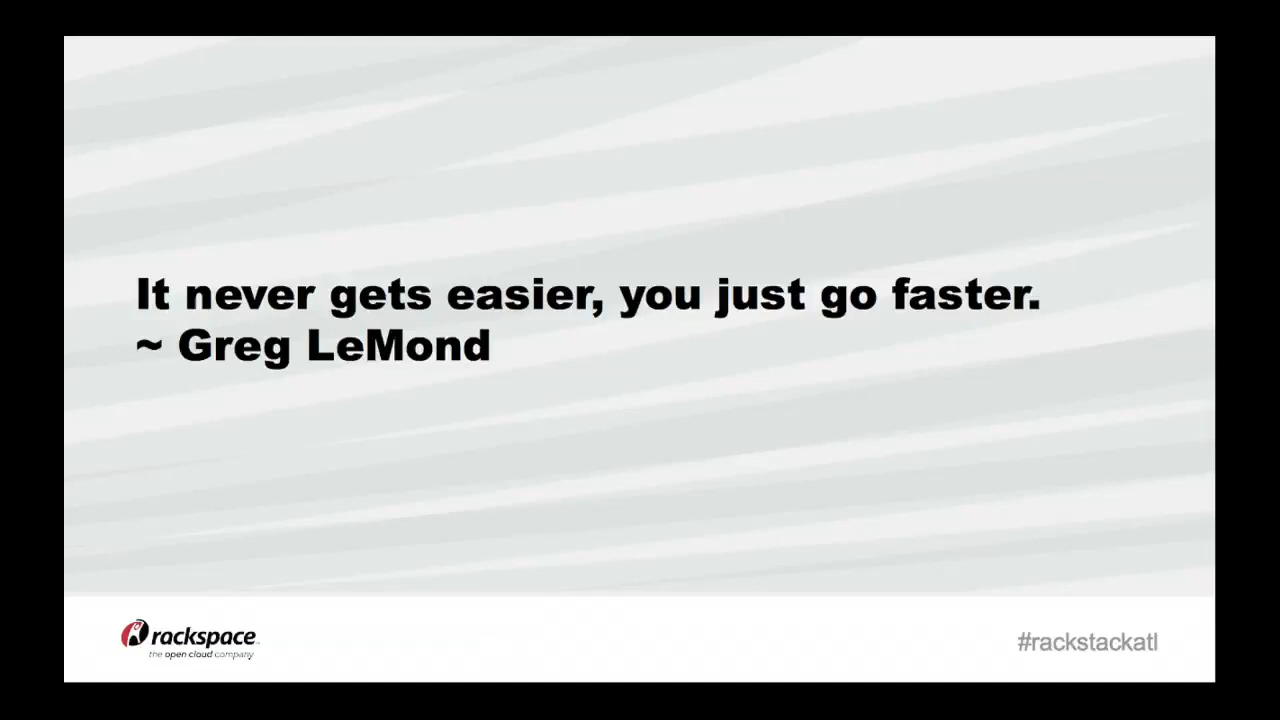 It never gets easier, you just go faster.
~ Greg LeMond
rackspace
the open cloud company
#rackstackatl